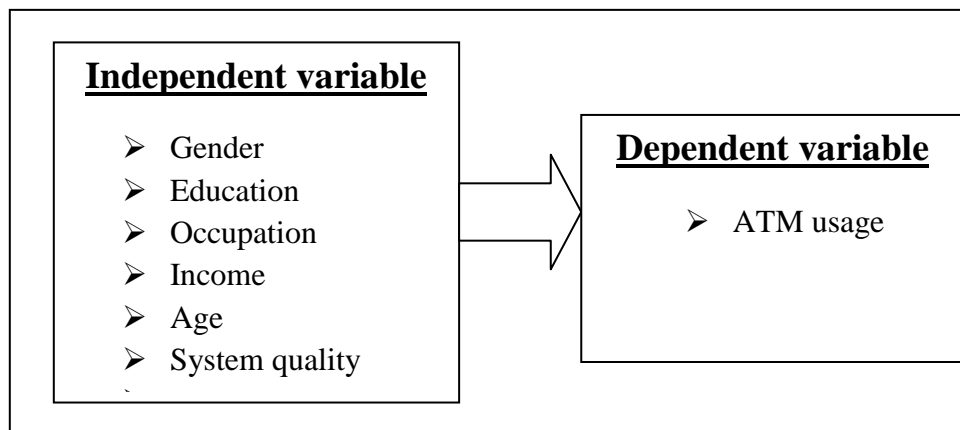 Independent variable
➢ Gender
➢ Education
➢ Occupation
➢ Income
➢ Age
➢ System quality
Dependent variable
➢ ATM usage